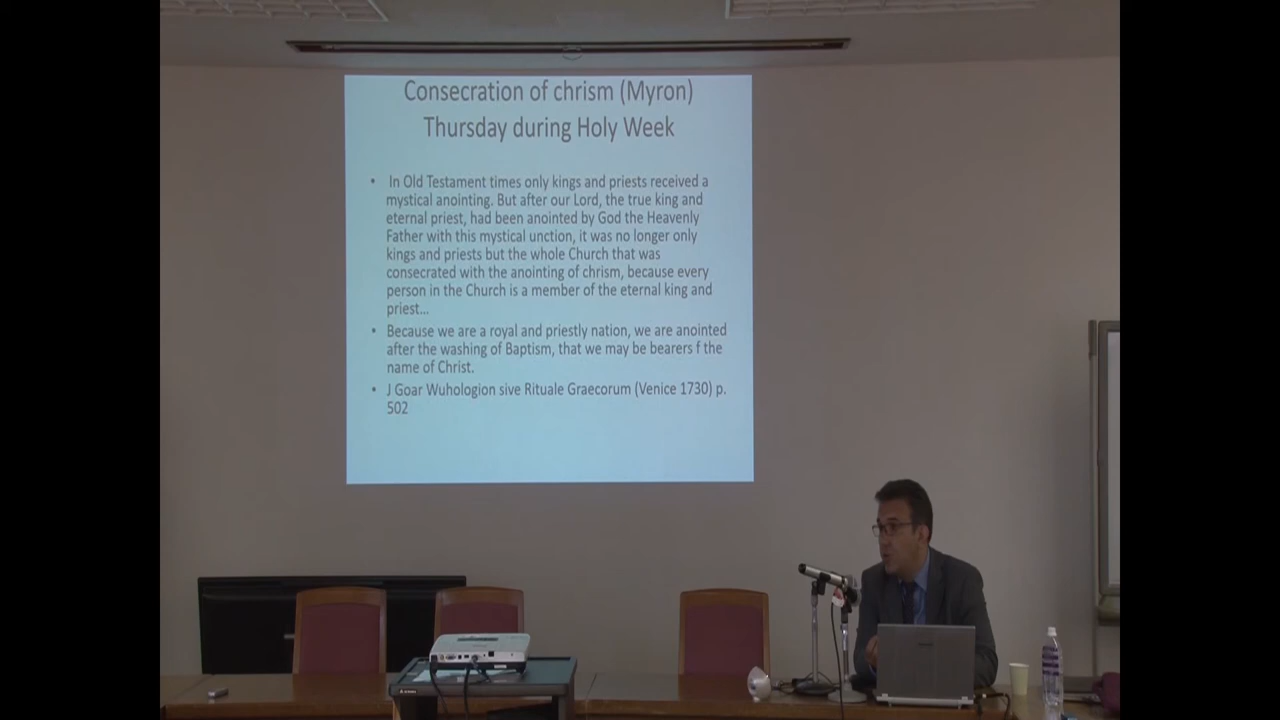 Consecration of chrism (Myron)
Thursday during Holy Week
• In Old Testament times only kings and priests received a
mystical anointing. But after our Lord, the true king and
eternal priest, had been anointed by God the Heavenly
Father with this mystical unction, it was no longer only
kings and priests but the whole Church that was
consecrated with the anointing of chrism, because every
person in the Church is a member of the eternal king and
priest...
• Because we are a royal and priestly nation, we are anointed
after the washing of Baptism, that we may be bearers f the
name of Christ.
• J Goar Wuhologion sive Rituale Graecorum (Venice 1730) p.
502